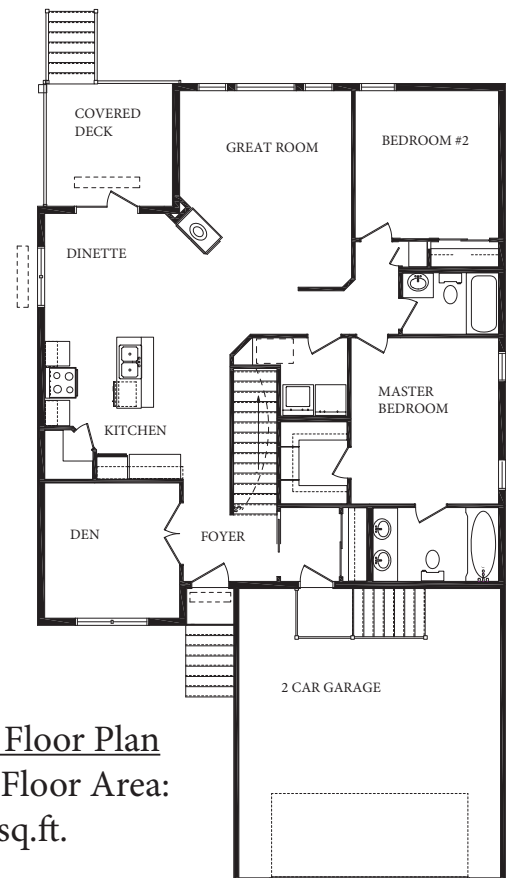 COVERED
DECK
GREAT ROOM
BEDROOM #2
DINETTE
MASTER
BEDROOM
KITCHEN
DEN
FOYER
2 CAR GARAGE
Floor Plan
Floor Area:
sq.ft.